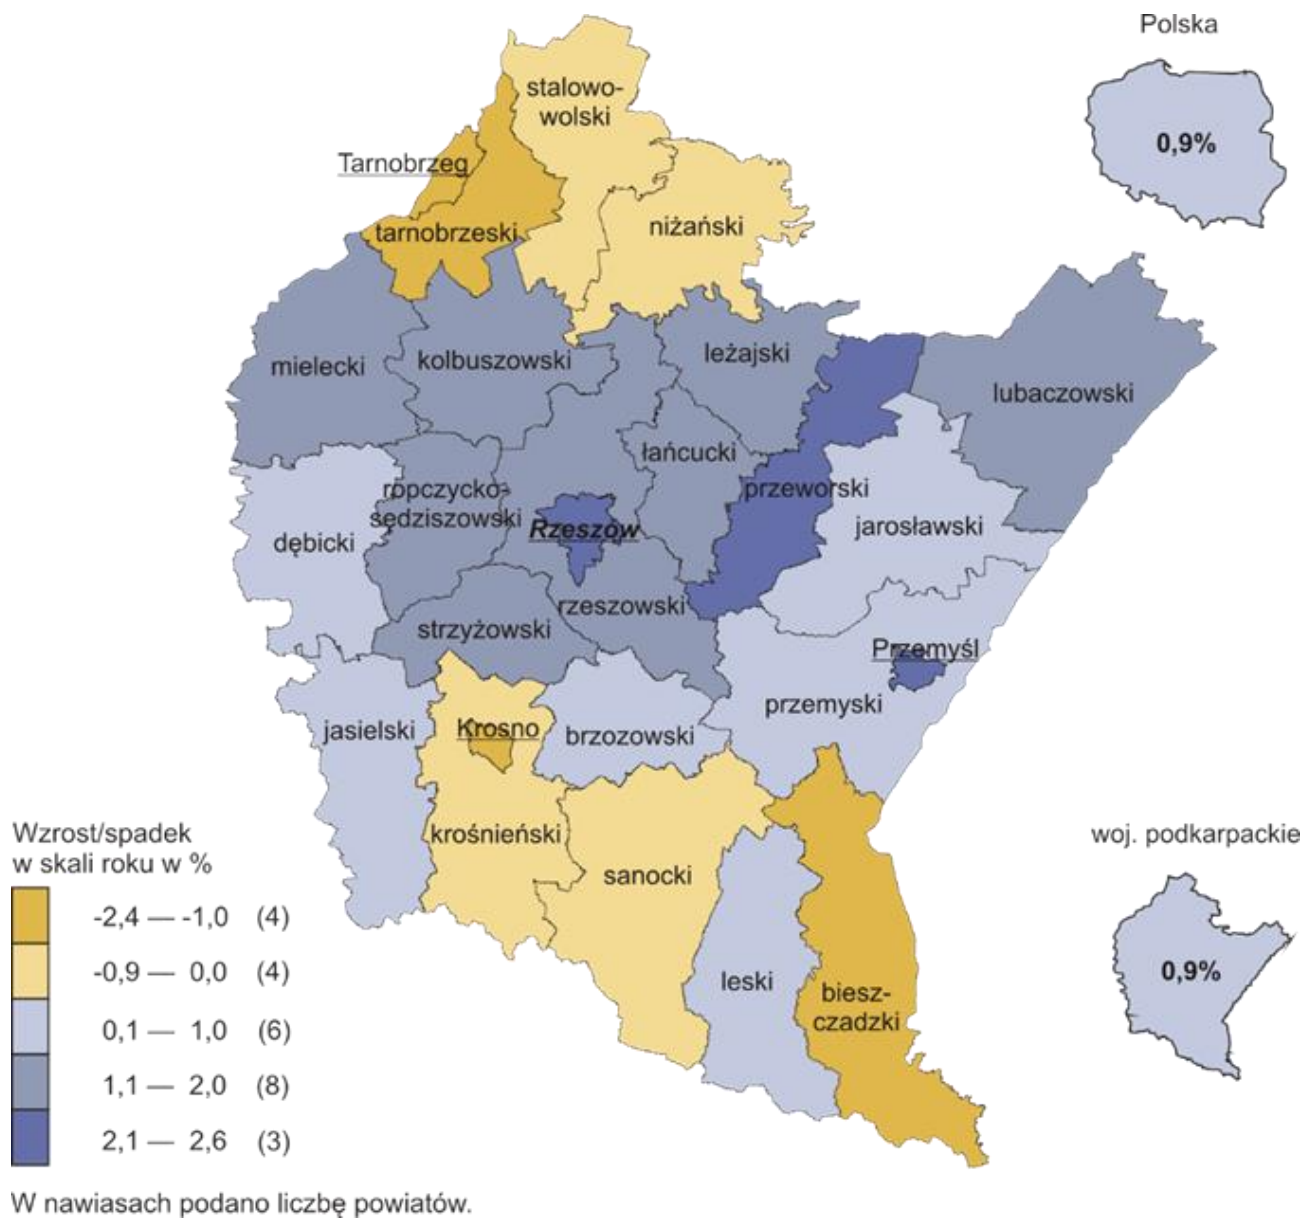 Polska
0,9%
stalowo-
wolski
Tarnobrzeg
tarnobrzeski
niżański
mielecki
kolbuszowski
leżajski
lubaczowski
łańcucki
ropczycko-
sędziszowski
Rzeszów
przeworski
jarosławski
dębicki
rzeszowski
strzyżowski
Przemyśl
przemyski
jasielski
Krosno
brzozowski
krośnieński
sanocki
leski
biesz-
czadzki
woj. podkarpackie
0,9%
Wzrost/spadek
w skali roku w %
-2,4 — -1,0 (4)
-0,9 — 0,0 (4)
0,1 — 1,0 (6)
1,1 — 2,0 (8)
2,1 — 2,6 (3)
W nawiasach podano liczbę powiatów.